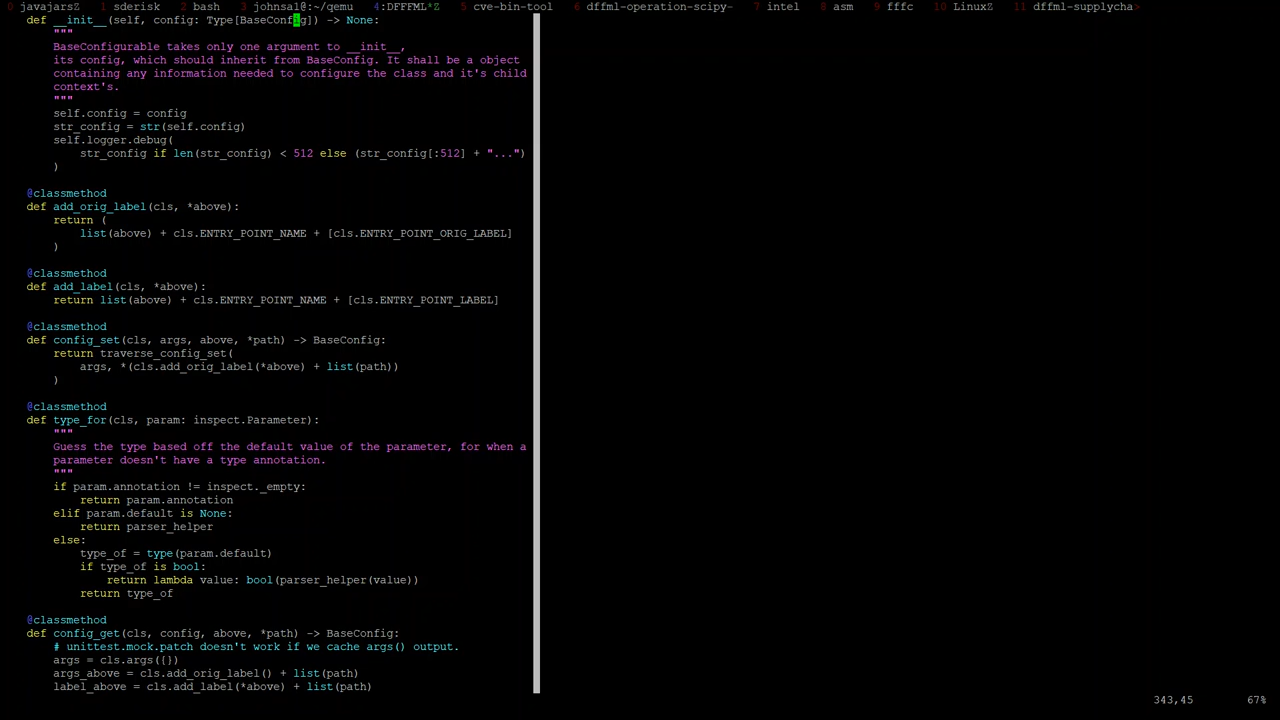 0 javajarsZ  1 sderisk  2 bash  3 johnsal@:~/qemu  4:DFFFML*Z  5 cve-bin-tool  6 dffml-operation-scipy-  7 intel  8 asm  9 fffc  10 LinuxZ  11 dffml-supplycha>
def __init__(self, config: Type[BaseConfig]) -> None:
"""
BaseConfigurable takes only one argument to __init__,
its config, which should inherit from BaseConfig. It shall be a object
containing any information needed to configure the class and it's child
context's.
"""
self.config = config
str_config = str(self.config)
self.logger.debug(
str_config if len(str_config) < 512 else (str_config[:512] + "...")
)
@classmethod
def add_orig_label(cls, *above):
return (
list(above) + cls.ENTRY_POINT_NAME + [cls.ENTRY_POINT_ORIG_LABEL]
)
@classmethod
def add_label(cls, *above):
return list(above) + cls.ENTRY_POINT_NAME + [cls.ENTRY_POINT_LABEL]
@classmethod
def config_set(cls, args, above, *path) -> BaseConfig:
return traverse_config_set(
args, *(cls.add_orig_label(*above) + list(path))
)
@classmethod
def type_for(cls, param: inspect.Parameter):
"""
Guess the type based off the default value of the parameter, for when a
parameter doesn't have a type annotation.
"""
if param.annotation != inspect._empty:
return param.annotation
elif param.default is None:
return parser_helper
else:
type_of = type(param.default)
if type_of is bool:
return lambda value: bool(parser_helper(value))
return type_of
@classmethod
def config_get(cls, config, above, *path) -> BaseConfig:
# unittest.mock.patch doesn't work if we cache args() output.
args = cls.args({})
args_above = cls.add_orig_label() + list(path)
label_above = cls.add_label(*above) + list(path)
343,45  67%